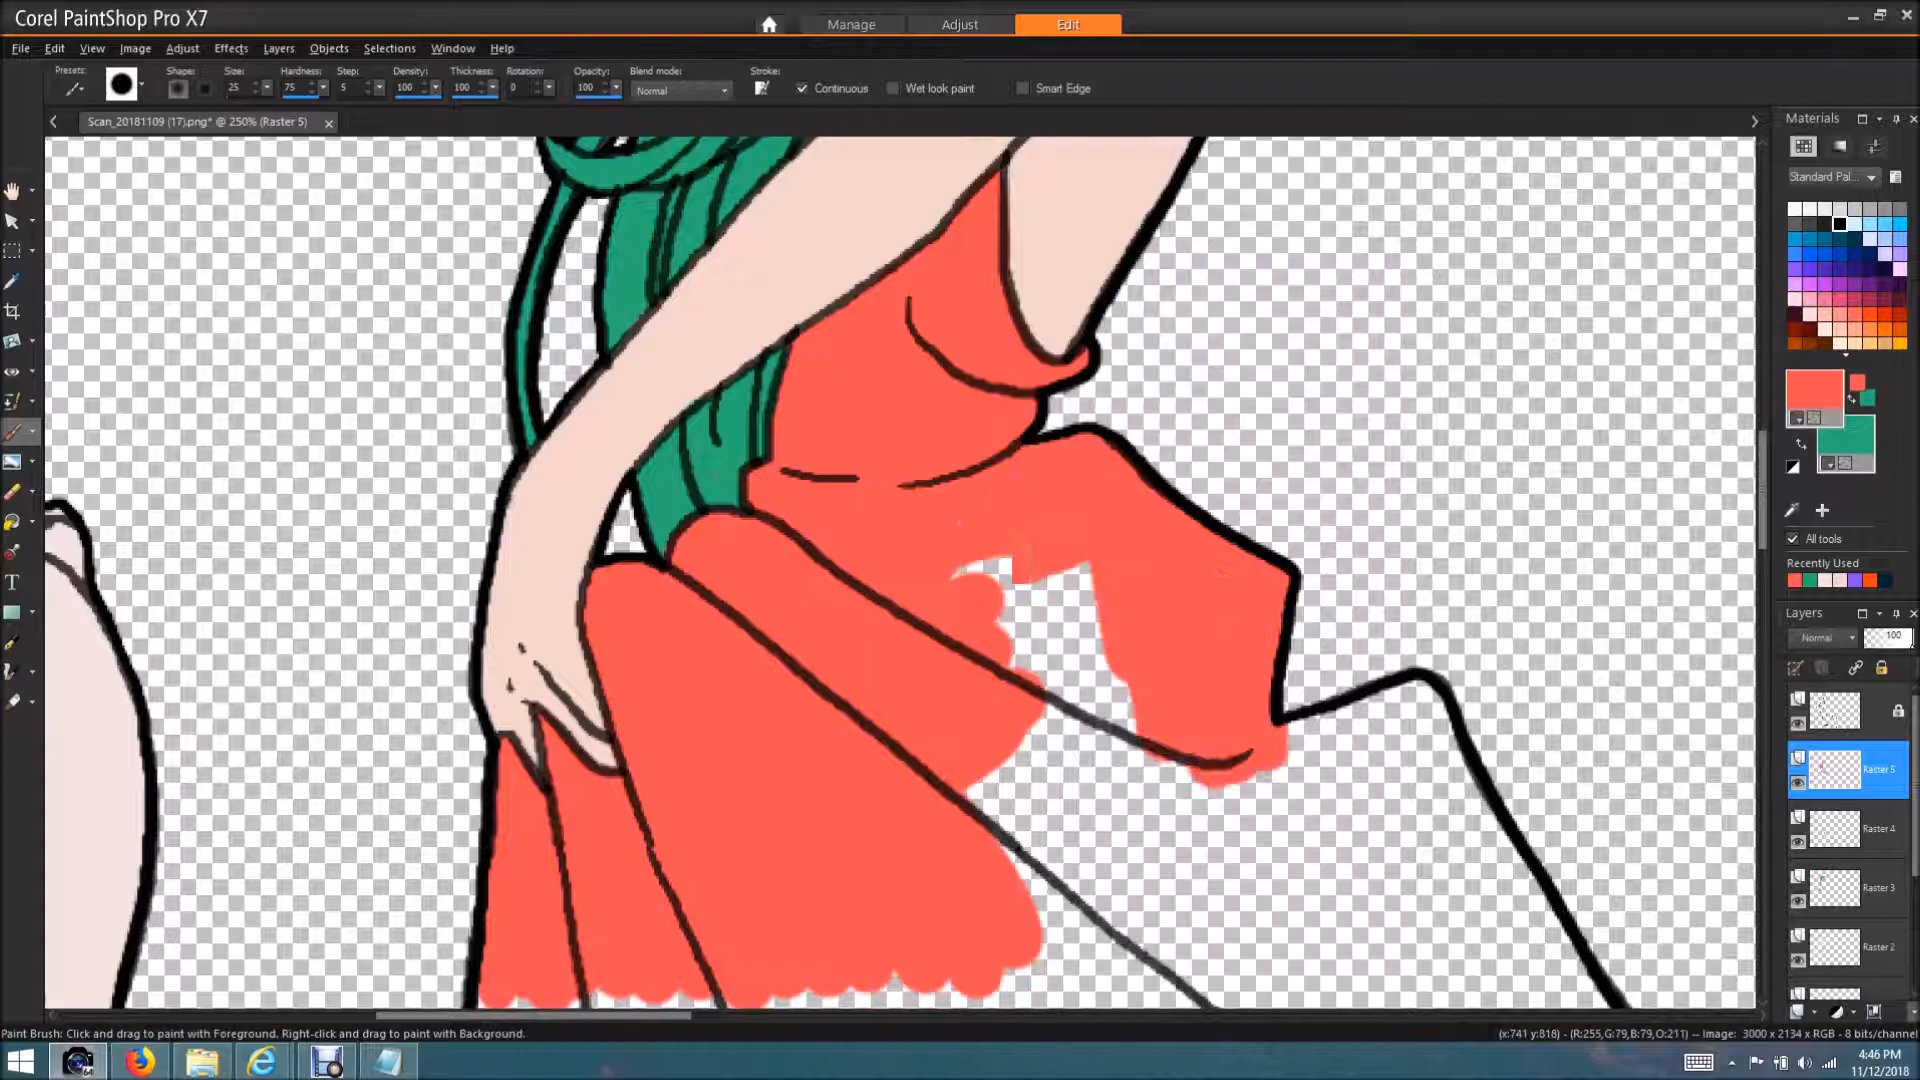 Corel PaintShop Pro X7
Manage
Adjust
Edit
File Edit View Image Adjust Effects Layers Objects Selections Window Help
Presets: Shape: Size: Hardness: Step: Density: Thickness: Rotation: Opacity: Blend mode: Stroke:
25 75 5 100 100 0 100 Normal Continuous Wet look paint Smart Edge
Scan_20181109 (17).png* @ 250% (Raster 5)
Materials
Standard Pal...
All tools
Recently Used
Layers
Normal 100
Raster 5
Raster 4
Raster 3
Raster 2
Paint Brush: Click and drag to paint with Foreground. Right-click and drag to paint with Background.
(x:741 y:818) - (R:255,G:79,B:79,O:211) -- Image: 3000 x 2134 x RGB - 8 bits/channel
64
4:46 PM
11/12/2018